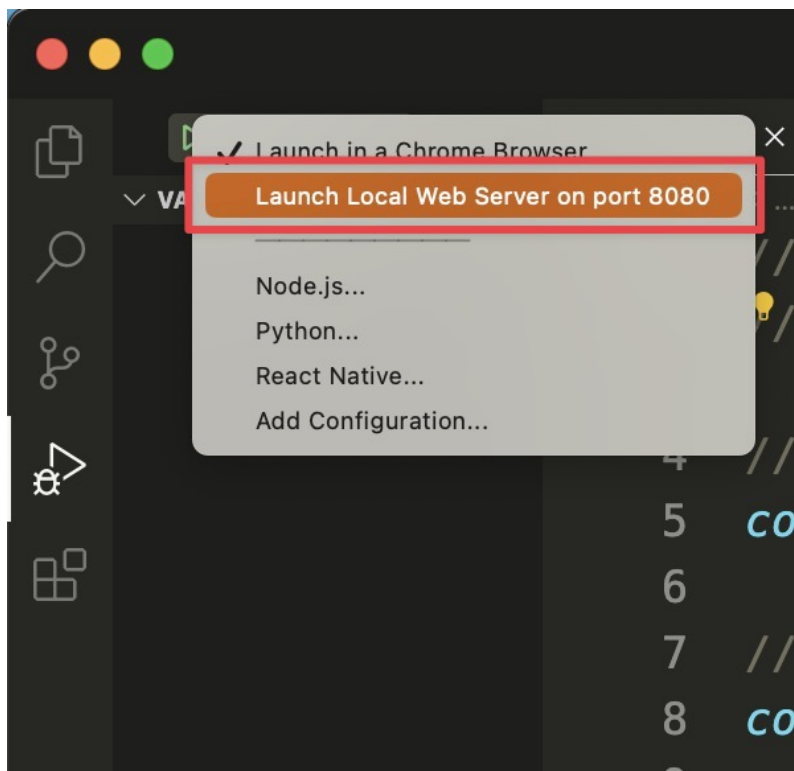 ✓ Launch in a Chrome Browser
VA
Launch Local Web Server on port 8080
...
//
Node.js...
//
Python...
React Native...
Add Configuration...
4 //
5 co
6
7 //
8 co